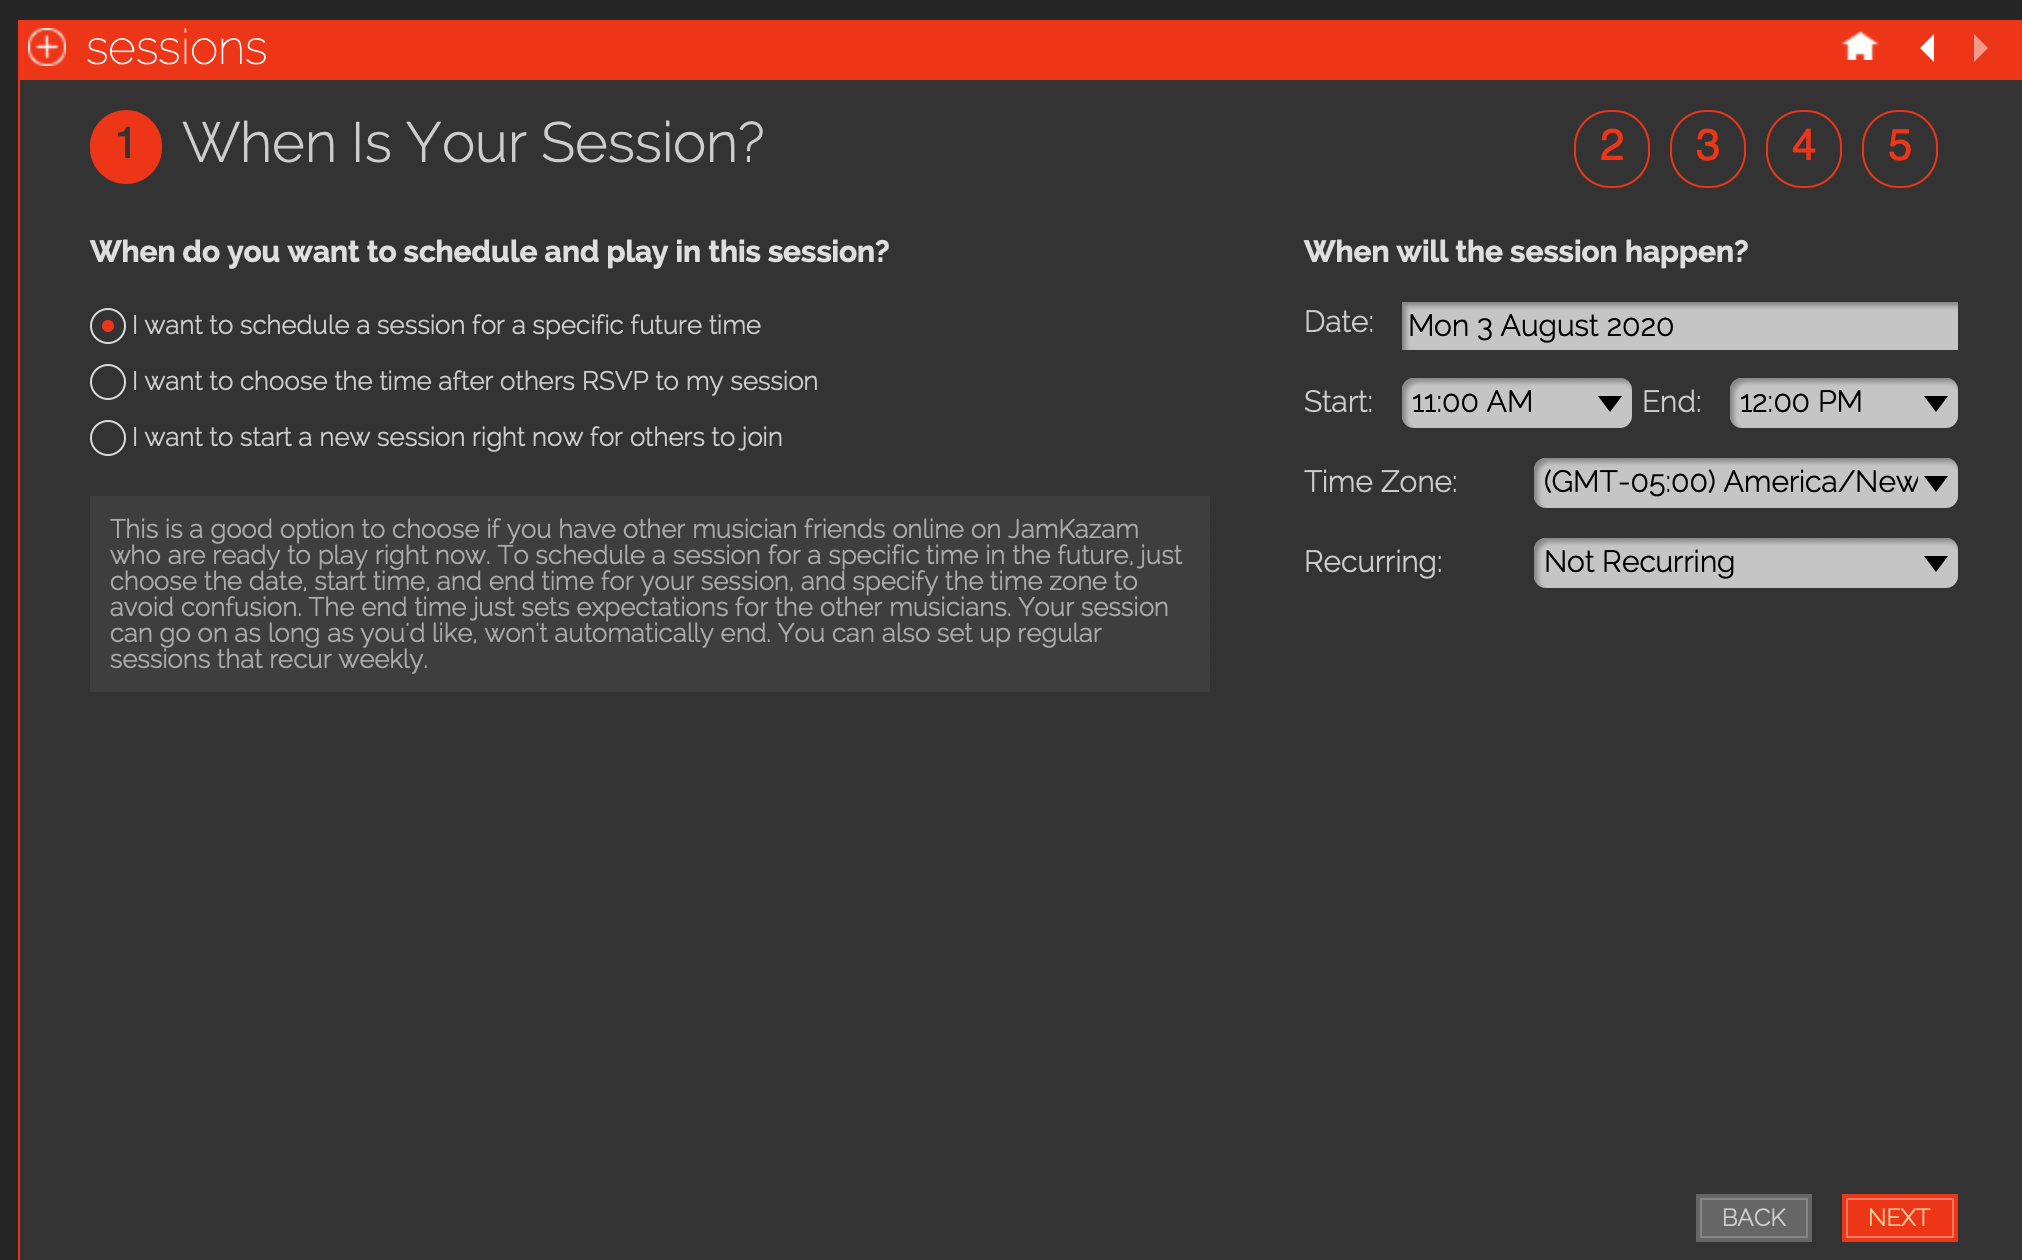 sessions
1 When Is Your Session?
2 3 4 5
When do you want to schedule and play in this session?
I want to schedule a session for a specific future time
I want to choose the time after others RSVP to my session
I want to start a new session right now for others to join
This is a good option to choose if you have other musician friends online on JamKazam
who are ready to play right now. To schedule a session for a specific time in the future, just
choose the date, start time, and end time for your session, and specify the time zone to
avoid confusion. The end time just sets expectations for the other musicians. Your session
can go on as long as you'd like, won't automatically end. You can also set up regular
sessions that recur weekly.
When will the session happen?
Date: Mon 3 August 2020
Start: 11:00 AM End: 12:00 PM
Time Zone: (GMT-05:00) America/New
Recurring: Not Recurring
BACK NEXT